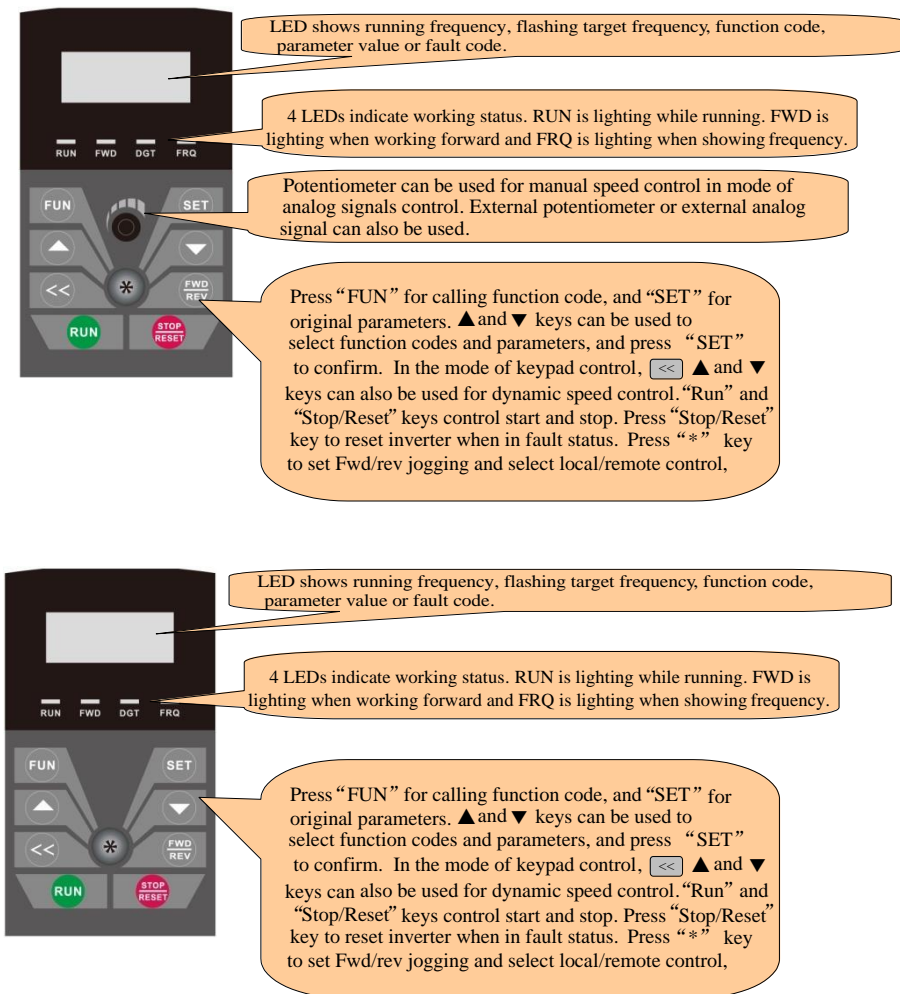 LED shows running frequency, flashing target frequency, function code,
parameter value or fault code.
4 LEDs indicate working status. RUN is lighting while running. FWD is
lighting when working forward and FRQ is lighting when showing frequency.
RUN FWD DGT FRQ
Potentiometer can be used for manual speed control in mode of
analog signals control. External potentiometer or external analog
signal can also be used.
FUN SET
<< * FWD
REV
RUN STOP
RESET
Press “FUN” for calling function code, and “SET” for
original parameters. ▲ and ▼ keys can be used to
select function codes and parameters, and press “SET”
to confirm. In the mode of keypad control, << ▲ and ▼
keys can also be used for dynamic speed control. “Run” and
“Stop/Reset” keys control start and stop. Press “Stop/Reset”
key to reset inverter when in fault status. Press “*” key
to set Fwd/rev jogging and select local/remote control,
LED shows running frequency, flashing target frequency, function code,
parameter value or fault code.
4 LEDs indicate working status. RUN is lighting while running. FWD is
lighting when working forward and FRQ is lighting when showing frequency.
RUN FWD DGT FRQ
FUN SET
<< * FWD
REV
RUN STOP
RESET
Press “FUN” for calling function code, and “SET” for
original parameters. ▲ and ▼ keys can be used to
select function codes and parameters, and press “SET”
to confirm. In the mode of keypad control, << ▲ and ▼
keys can also be used for dynamic speed control. “Run” and
“Stop/Reset” keys control start and stop. Press “Stop/Reset”
key to reset inverter when in fault status. Press “*” key
to set Fwd/rev jogging and select local/remote control,